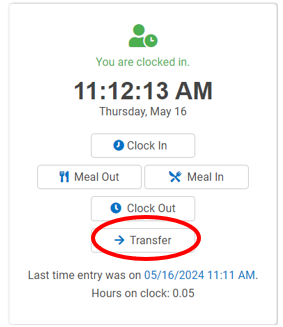 You are clocked in.
11:12:13 AM
Thursday, May 16
Clock In
Meal Out Meal In
Clock Out
Transfer
Last time entry was on 05/16/2024 11:11 AM.
Hours on clock: 0.05